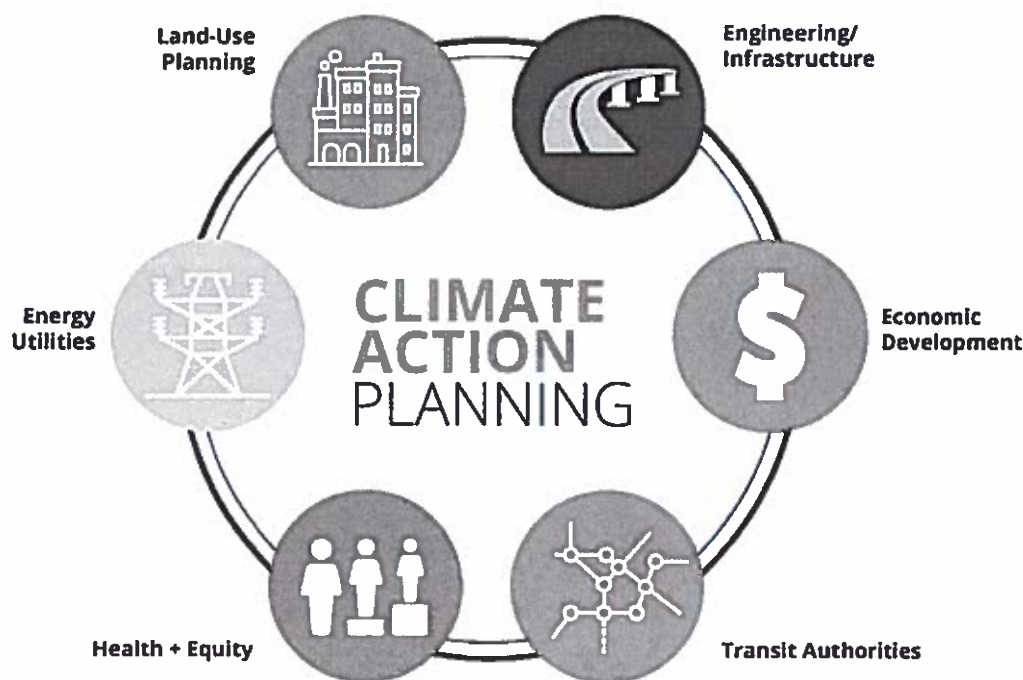 Land-Use
Planning
Engineering/
Infrastructure
Energy
Utilities
CLIMATE
ACTION
PLANNING
Economic
Development
Health + Equity
Transit Authorities